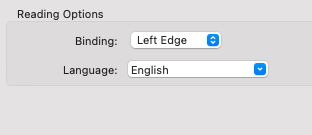 Reading Options
Binding: Left Edge
Language: English